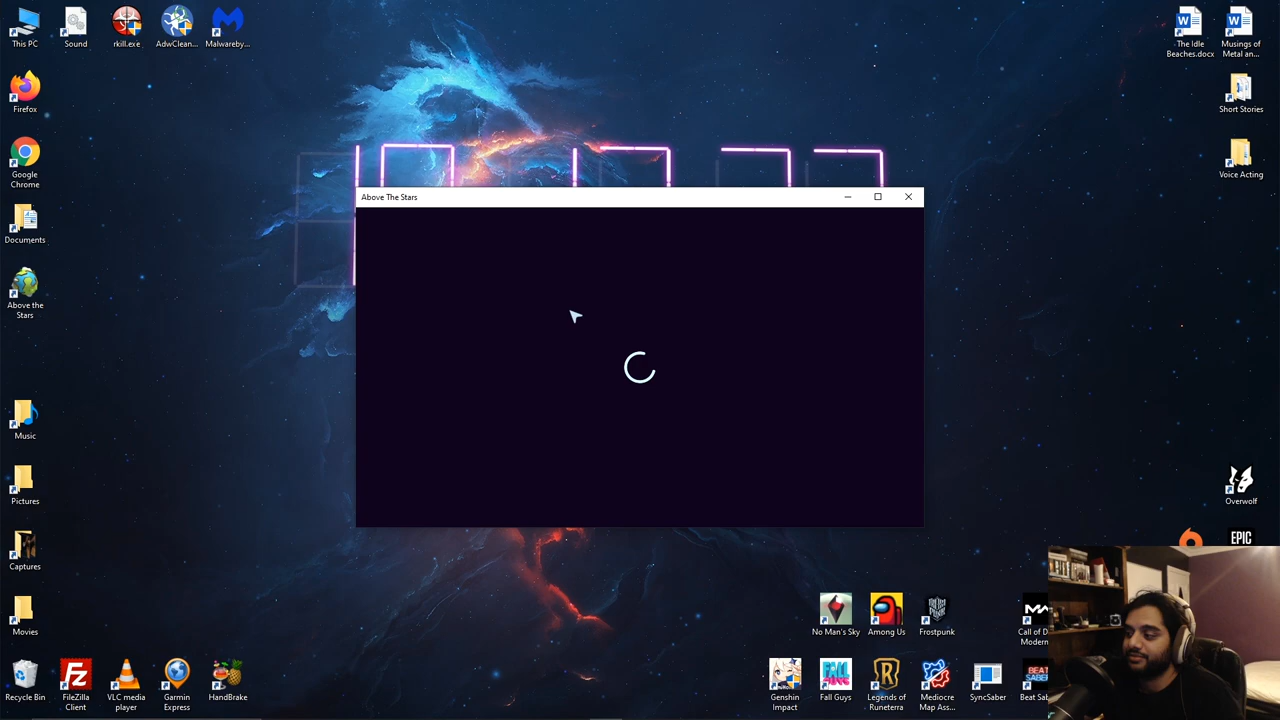 This PC
Sound
rkill.exe
AdwClean...
Malwareby...
The Idle
Beaches.docx
Musings of
Metal an...
Firefox
Short Stories
Google
Chrome
Voice Acting
Documents
Above The Stars
Above the
Stars
Music
Pictures
Overwolf
EPIC
Captures
Movies
No Man's Sky
Among Us
Frostpunk
Call of D
Modern
Recycle Bin
FileZilla
Client
VLC media
player
Garmin
Express
HandBrake
Genshin
Impact
Fall Guys
Legends of
Runeterra
Mediocre
Map Ass...
SyncSaber
Beat Sab